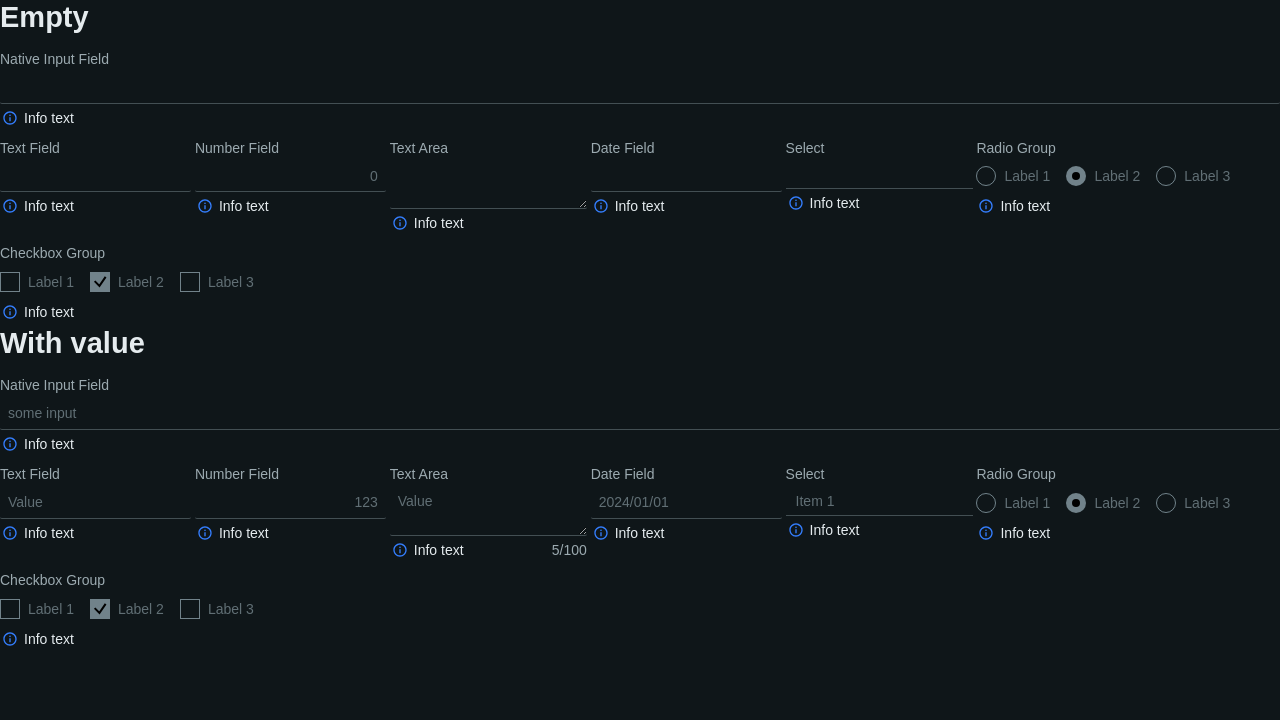 Empty
Native Input Field
Info text
Text Field Number Field Text Area Date Field Select Radio Group
0 Label 1 Label 2 Label 3
Info text Info text Info text Info text Info text
Info text
Checkbox Group
Label 1 Label 2 Label 3
Info text
With value
Native Input Field
some input
Info text
Text Field Number Field Text Area Date Field Select Radio Group
Value 123 Value 2024/01/01 Item 1 Label 1 Label 2 Label 3
Info text Info text Info text Info text Info text
Info text 5/100
Checkbox Group
Label 1 Label 2 Label 3
Info text